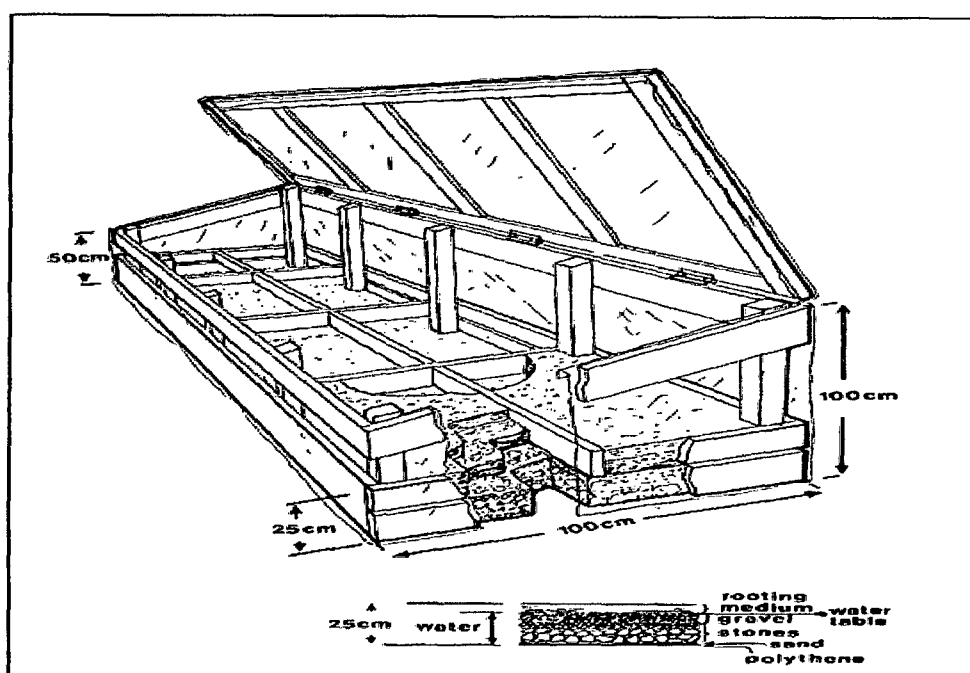 50cm
100cm
25cm
100cm
25cm
water
rooting
medium
gravel
stones
sand
polythene
water
table